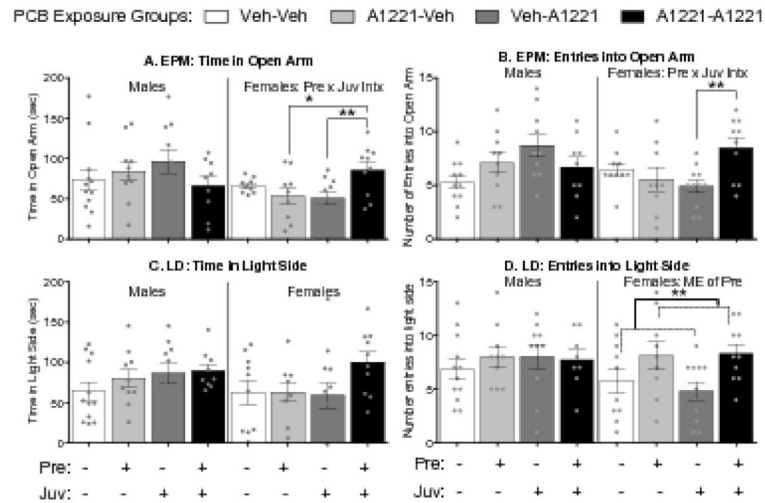 PCB Exposure Groups: Veh-Veh A1221-Veh Veh-A1221 A1221-A1221
A. EPM: Time in Open Arm
Males Females: Pre x Juv Intx
Time in Open Arm (sec)
200
150
100
50
0
* **
B. EPM: Entries into Open Arm
Males Females: Pre x Juv Intx
Number of Entries into Open Arm
15
10
5
0
**
C. LD: Time in Light Side
Males Females
Time in Light Side (sec)
200
150
100
50
0
D. LD: Entries into Light Side
Males Females: ME of Pre
Number entries into light side
15
10
5
0
**
Pre: - + - + - + - + - + - + - + - +
Juv: - - + + - - + + - - + + - - + +